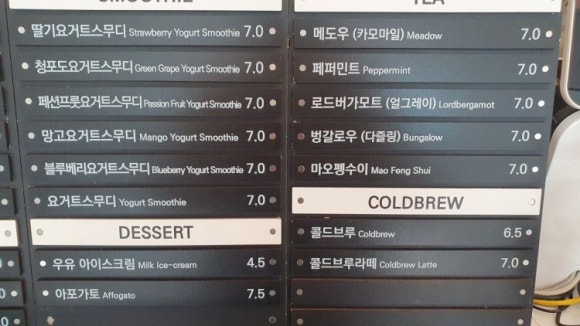 SMOOTHIE
딸기요거트스무디 Strawberry Yogurt Smoothie 7.0
청포도요거트스무디 Green Grape Yogurt Smoothie 7.0
패션프룻요거트스무디 Passion Fruit Yogurt Smoothie 7.0
망고요거트스무디 Mango Yogurt Smoothie 7.0
블루베리요거트스무디 Blueberry Yogurt Smoothie 7.0
요거트스무디 Yogurt Smoothie 7.0
DESSERT
우유 아이스크림 Milk Ice-cream 4.5
아포가토 Affogato 7.5
TEA
메도우 (카모마일) Meadow 7.0
페퍼민트 Peppermint 7.0
로드버가모트 (얼그레이) Lordbergamot 7.0
벙갈로우 (다즐링) Bungalow 7.0
마오펭수이 Mao Feng Shui 7.0
COLDBREW
콜드브루 Coldbrew 6.5
콜드브루라떼 Coldbrew Latte 7.0